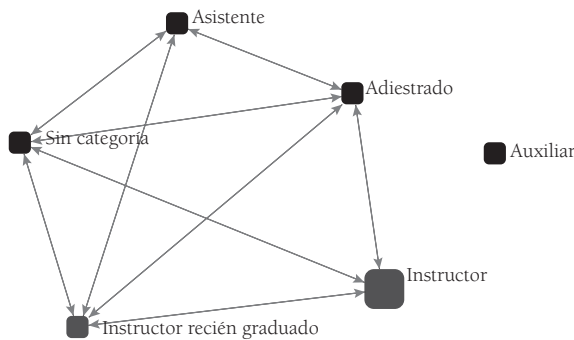 Asistente
Adiestrado
Sin categoría
Auxiliar
Instructor
Instructor recién graduado